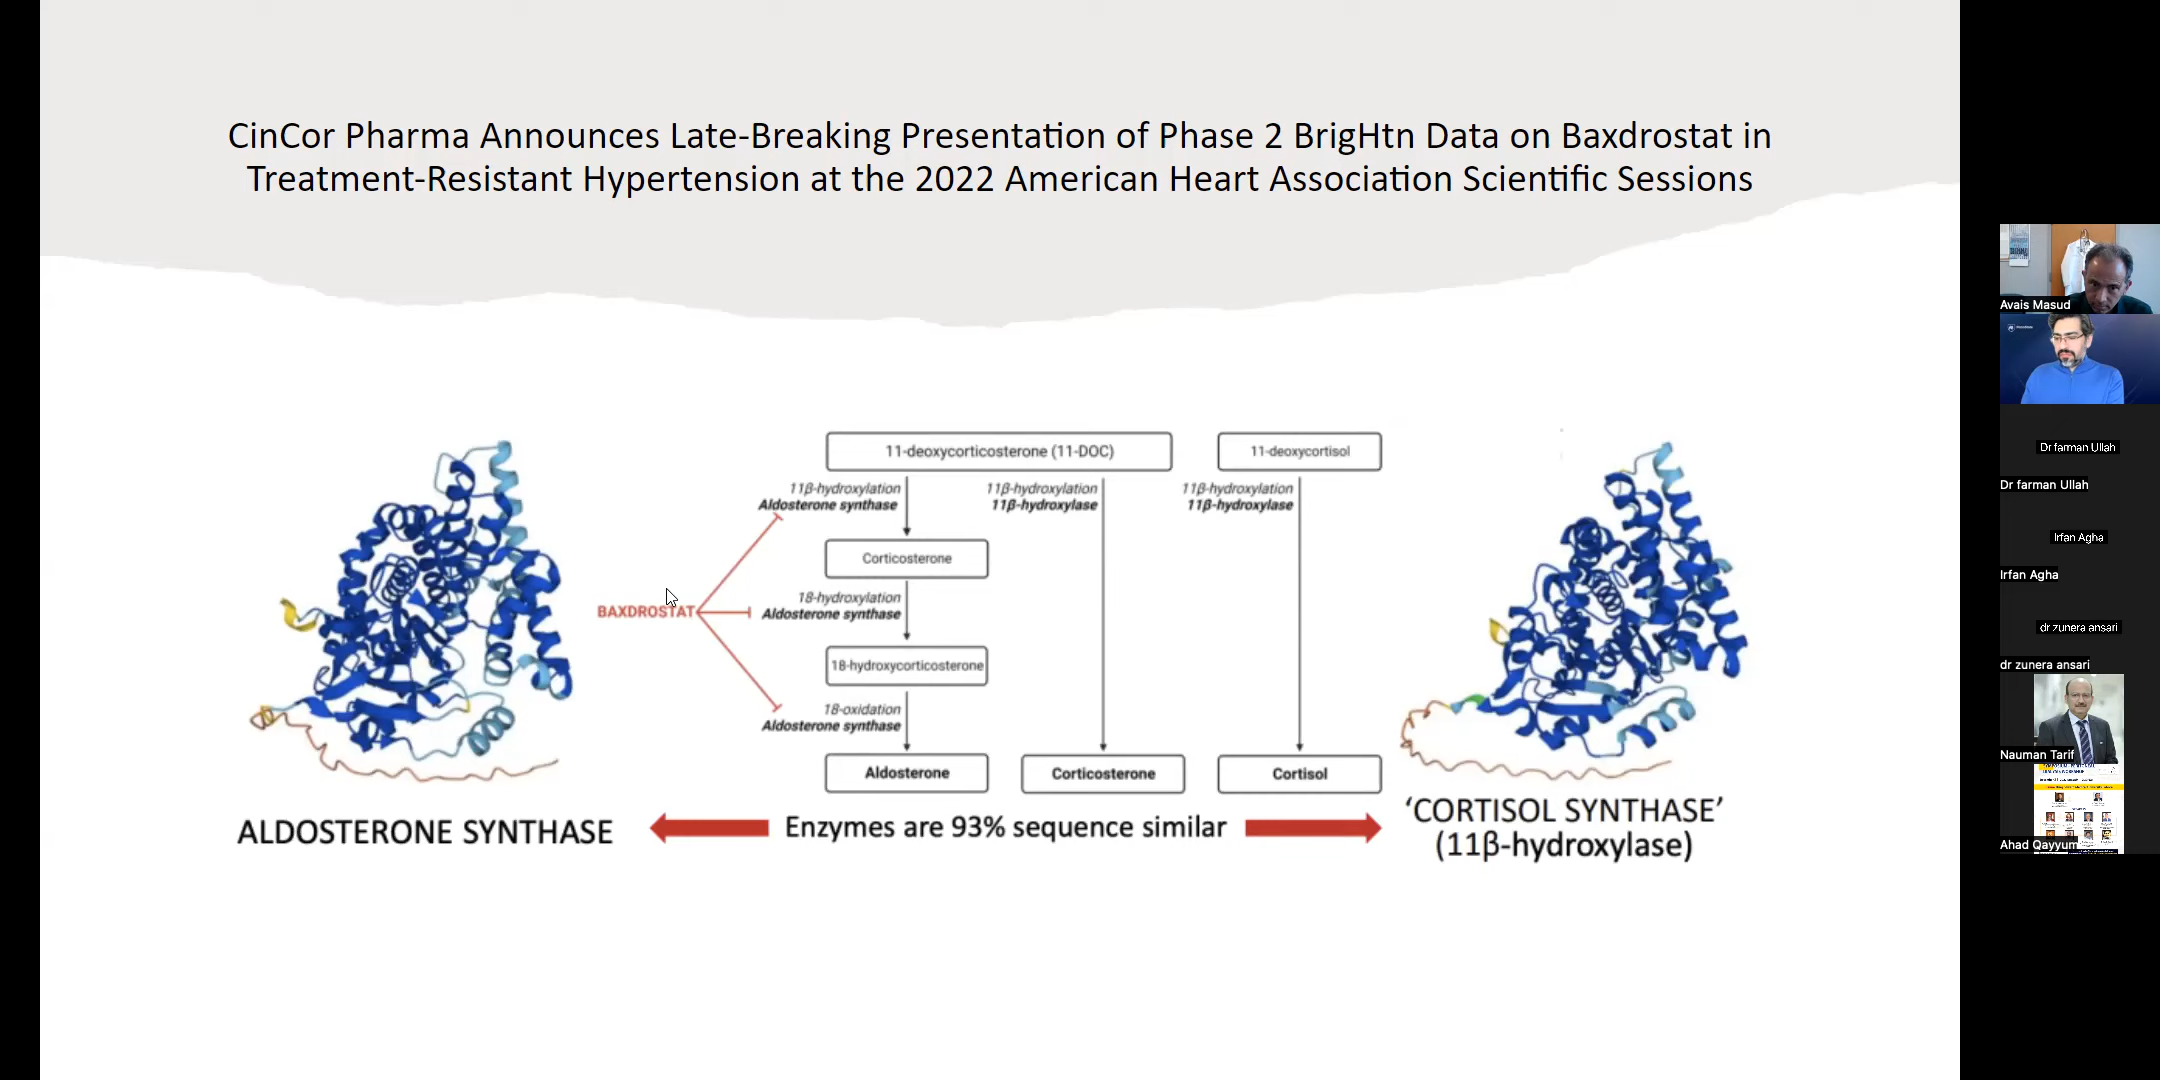 CinCor Pharma Announces Late-Breaking Presentation of Phase 2 BrigHtn Data on Baxdrostat in
Treatment-Resistant Hypertension at the 2022 American Heart Association Scientific Sessions
11-deoxycorticosterone (11-DOC)
11-deoxycortisol
11β-hydroxylation
Aldosterone synthase
11β-hydroxylation
11β-hydroxylase
11β-hydroxylation
11β-hydroxylase
Corticosterone
BAXDROSTAT
18-hydroxylation
Aldosterone synthase
18-hydroxycorticosterone
18-oxidation
Aldosterone synthase
Aldosterone
Corticosterone
Cortisol
ALDOSTERONE SYNTHASE
Enzymes are 93% sequence similar
‘CORTISOL SYNTHASE’
(11β-hydroxylase)
Avais Masud
Dr farman Ullah
Dr farman Ullah
Irfan Agha
Irfan Agha
dr zunera ansari
dr zunera ansari
Nauman Tarif
Ahad Qayyum